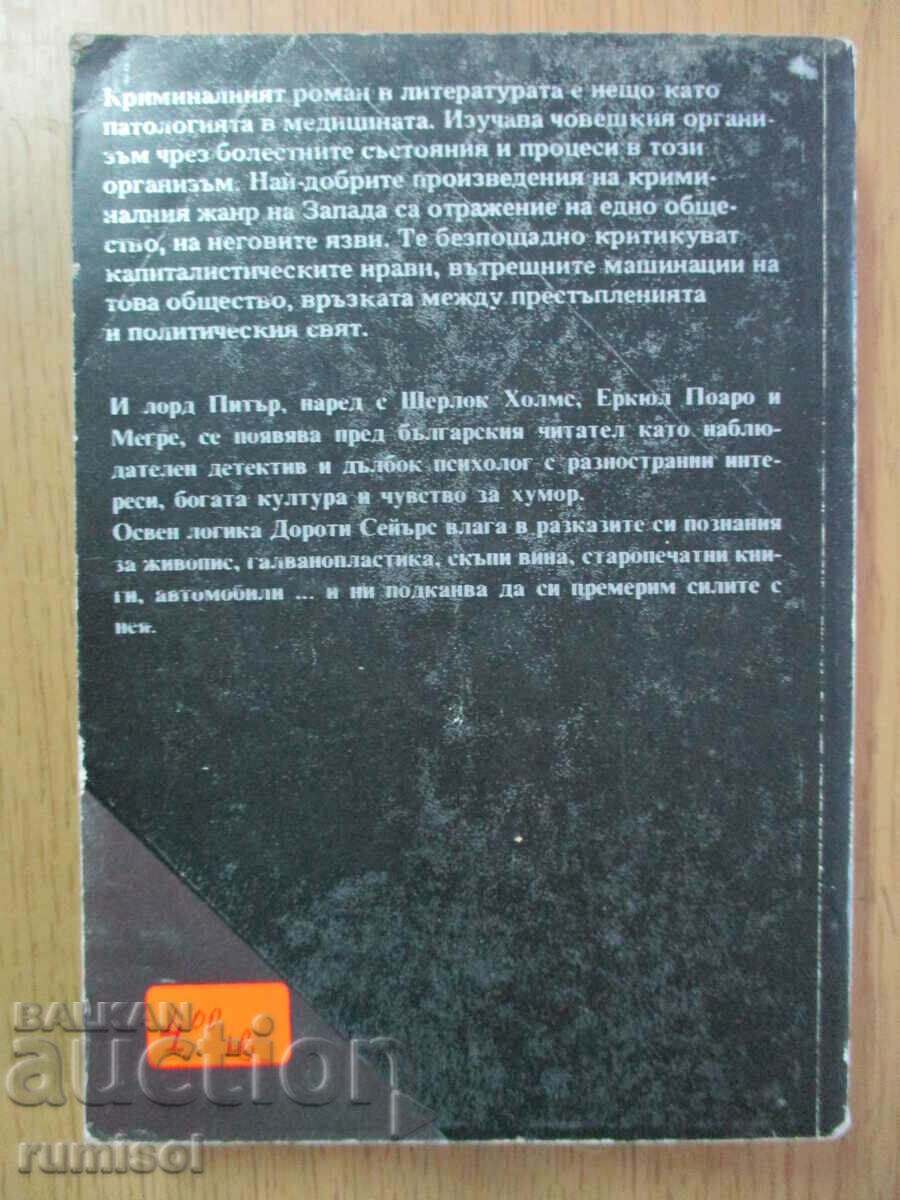 Криминалният роман в литературата е нещо като
патологията в медицината. Изучава човешкия органи-
зъм чрез болестните състояния и процеси в този
организъм. Най-добрите произведения на крими-
налния жанр на Запада са отражение на едно обще-
ство, на неговите язви. Те безпощадно критикуват
капиталистическите нрави, вътрешните машинации на
това общество, връзката между престъпленията
и политическия свят.
И лорд Питър, наред с Шерлок Холмс, Еркюл Поаро и
Мегре, се появява пред българския читател като наблю-
дателен детектив и дълбок психолог с разностранни инте-
реси, богата култура и чувство за хумор.
Освен логика Дороти Сейърс влага в разказите си познания
за живопис, галванопластика, скъпи вина, старопечатни кни-
ги, автомобили ... и ни подканва да си премерим силите с
нея.
BALKAN
auction
rumisol